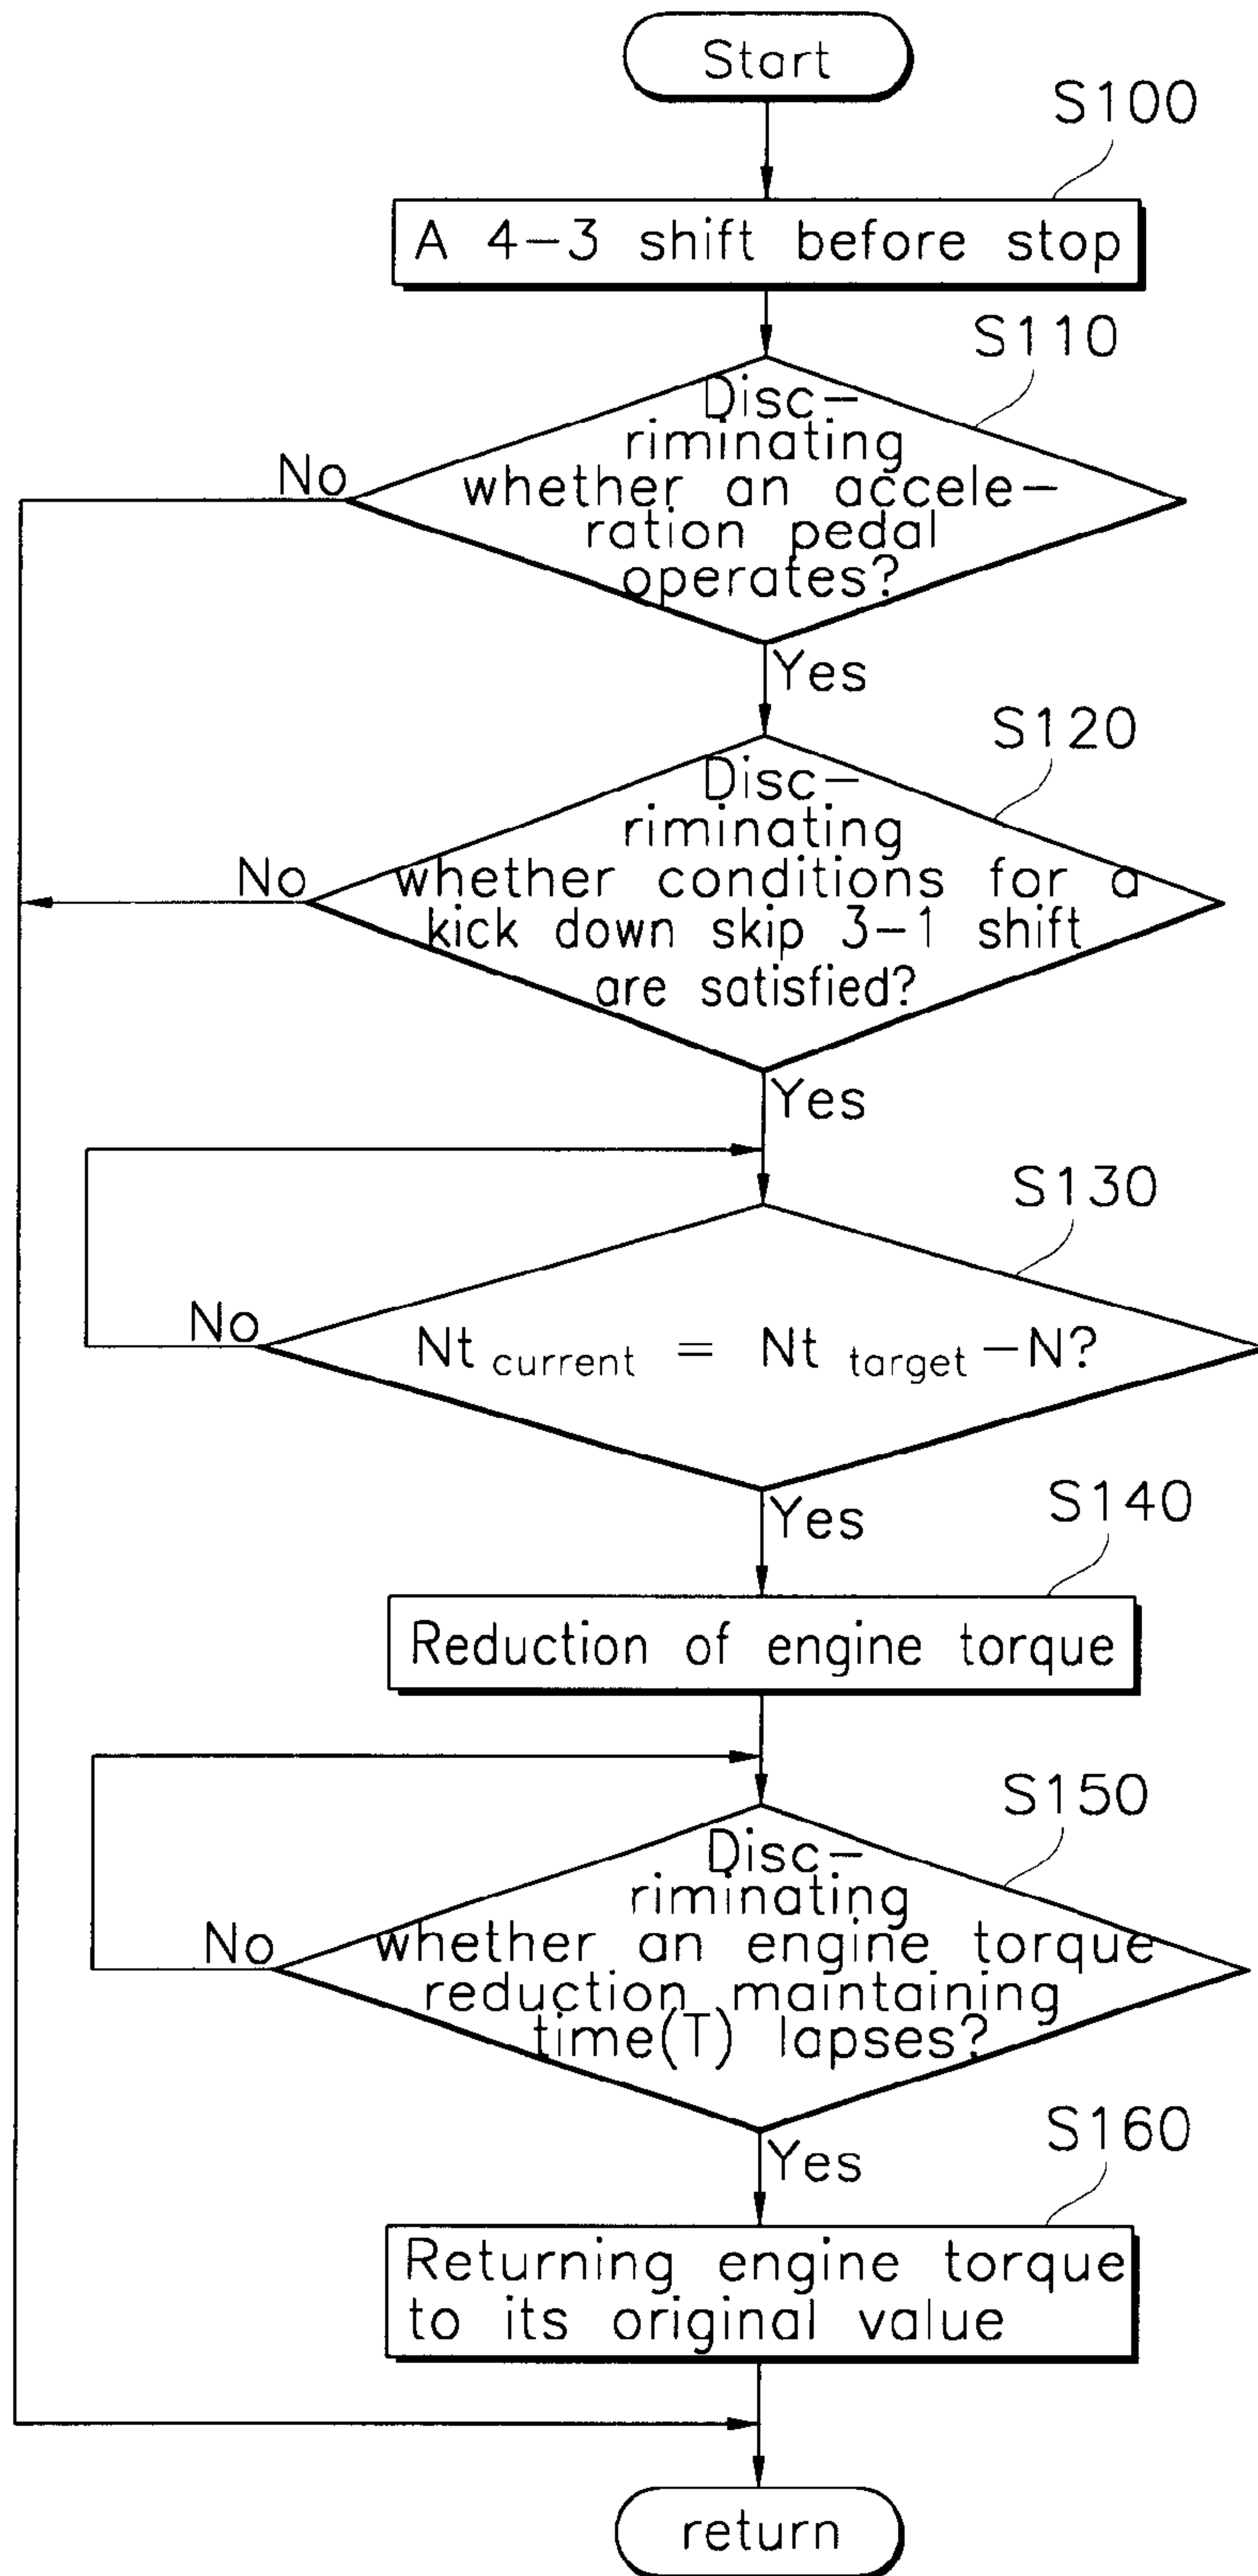 Start
S100
A 4-3 shift before stop
S110
Disc-
riminating
No
whether an accele-
ration pedal
operates?
Yes
S120
Disc-
riminating
No
whether conditions for a
kick down skip 3-1 shift
are satisfied?
Yes
S130
No
Nt current = Nt target -N?
Yes
S140
Reduction of engine torque
S150
Disc-
riminating
No
whether an engine torque
reduction maintaining
time(T) lapses?
Yes
S160
Returning engine torque
to its original value
return